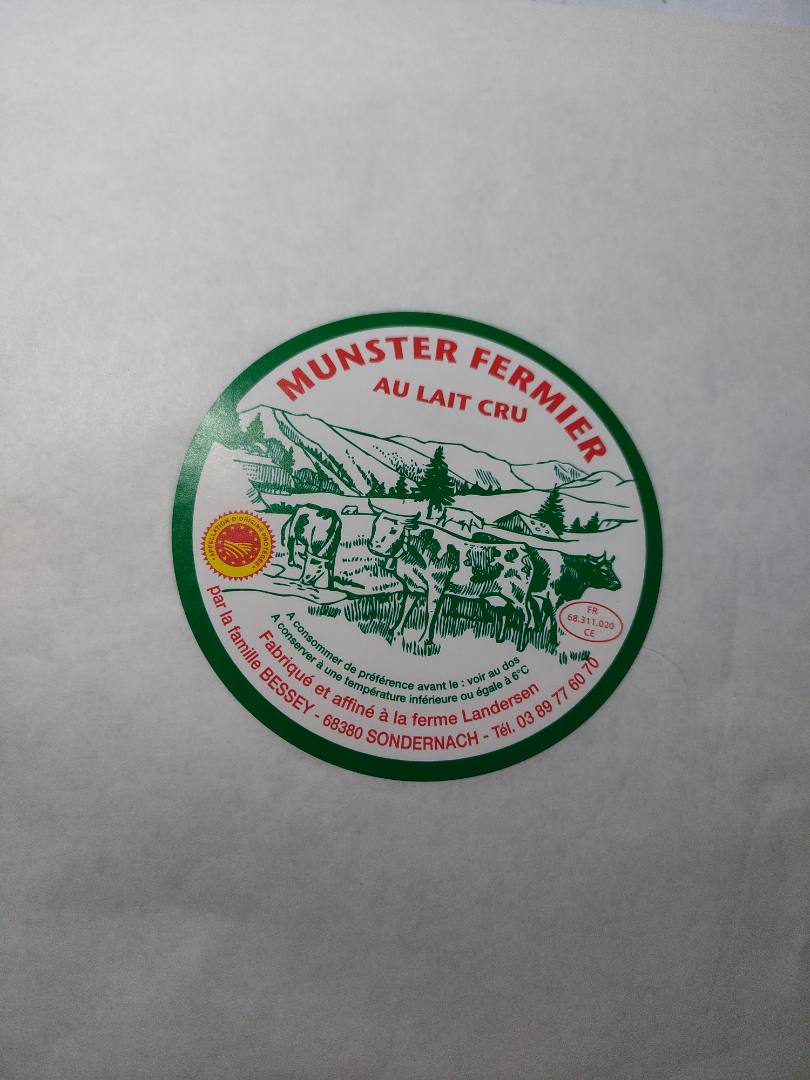 MUNSTER FERMIER
AU LAIT CRU
APPELLATION D'ORIGINE PROTÉGÉE
FR
68.311.020
CE
A consommer de préférence avant le : voir au dos
A conserver à une température inférieure ou égale à 6°C
Fabriqué et affiné à la ferme Landersen
par la famille BESSEY - 68380 SONDERNACH - Tél. 03 89 77 60 70